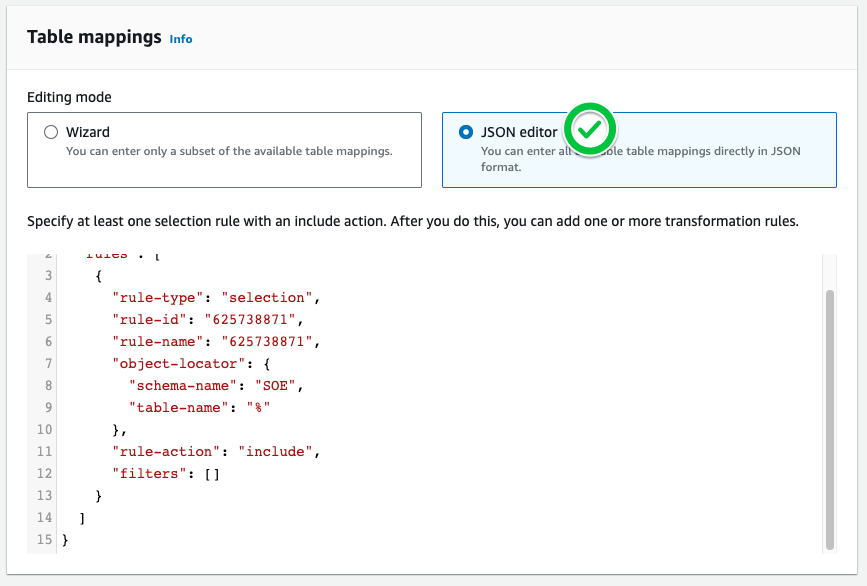 Table mappings Info
Editing mode
Wizard
You can enter only a subset of the available table mappings.
JSON editor
You can enter all table mappings directly in JSON
format.
Specify at least one selection rule with an include action. After you do this, you can add one or more transformation rules.
2 "rules": [
3 {
4 "rule-type": "selection",
5 "rule-id": "625738871",
6 "rule-name": "625738871",
7 "object-locator": {
8 "schema-name": "SOE",
9 "table-name": "%"
10 },
11 "rule-action": "include",
12 "filters": []
13 }
14 ]
15 }